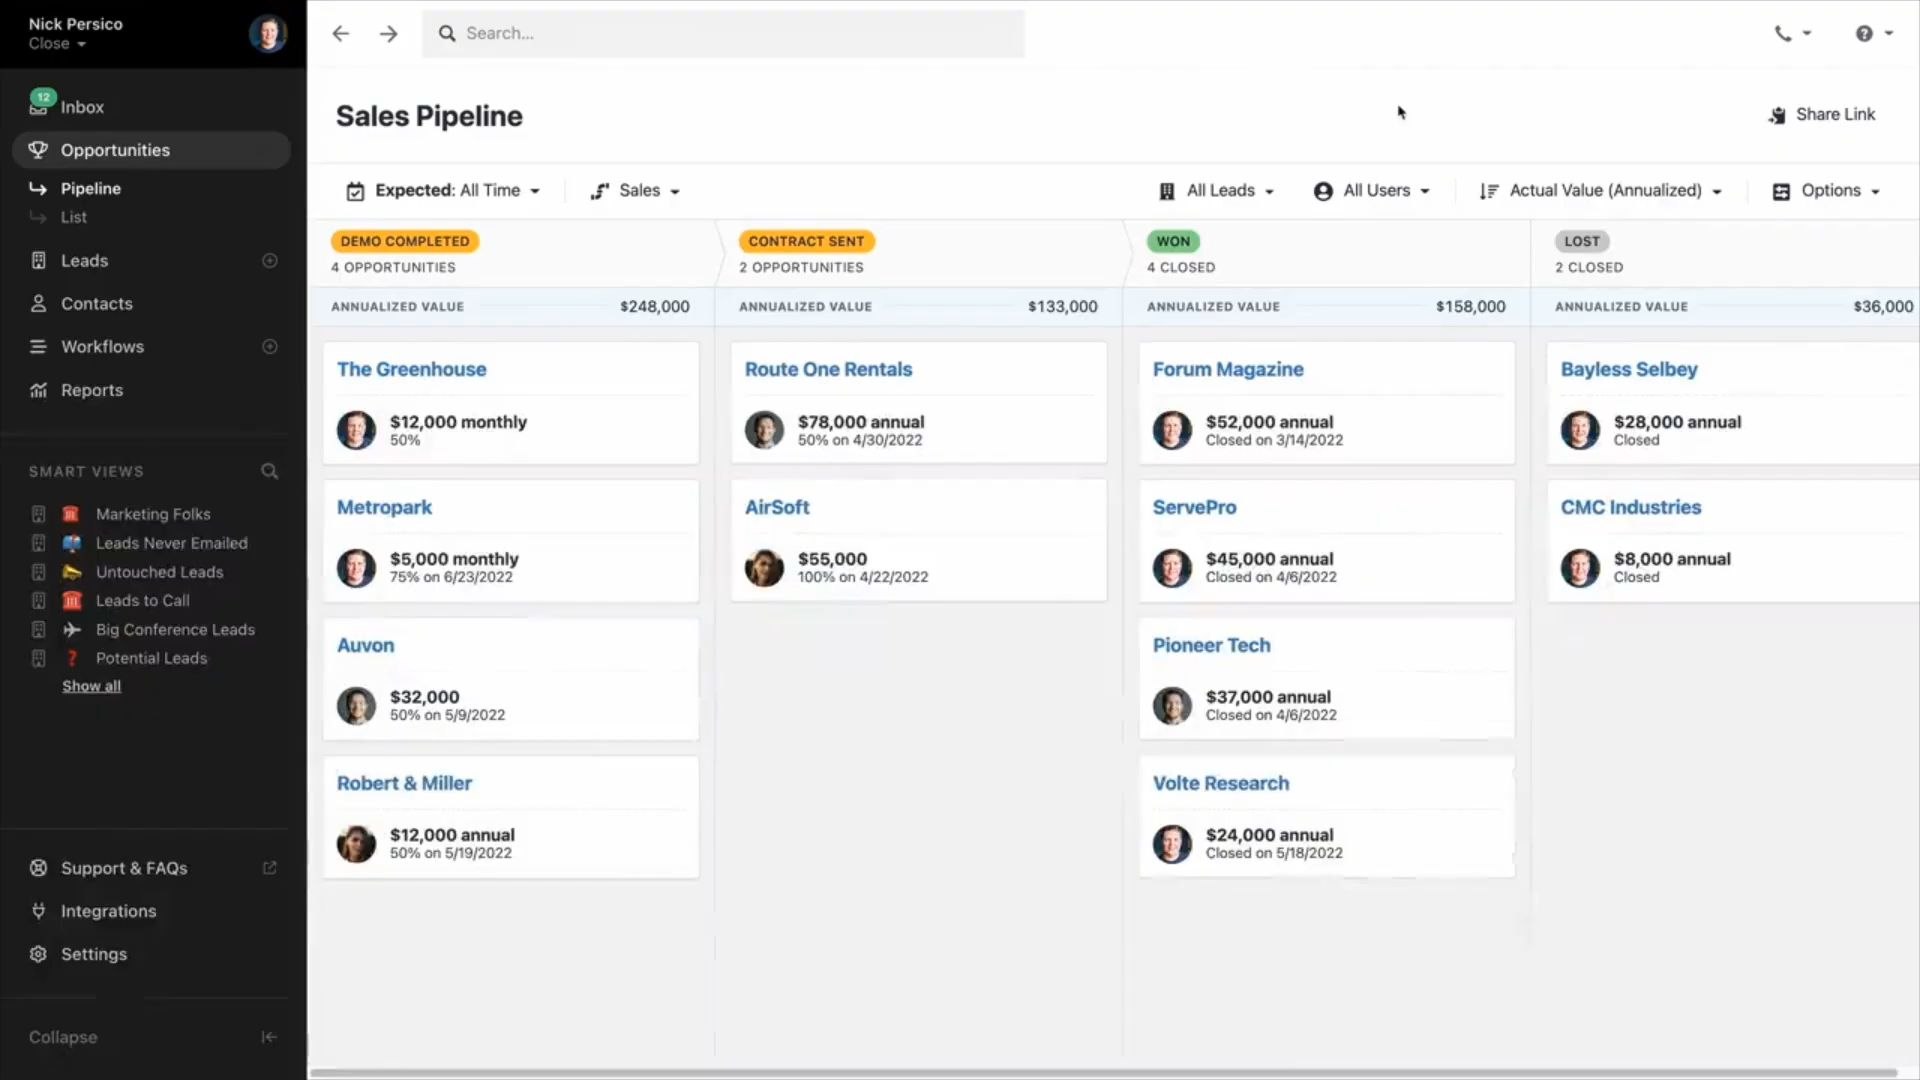 Nick Persico
Close
12
Inbox
Opportunities
Pipeline
List
Leads
Contacts
Workflows
Reports
SMART VIEWS
Marketing Folks
Leads Never Emailed
Untouched Leads
Leads to Call
Big Conference Leads
Potential Leads
Show all
Support & FAQs
Integrations
Settings
Collapse
Search...
Sales Pipeline
Share Link
Expected: All Time
Sales
All Leads
All Users
Actual Value (Annualized)
Options
DEMO COMPLETED
4 OPPORTUNITIES
ANNUALIZED VALUE $248,000
The Greenhouse
$12,000 monthly
50%
Metropark
$5,000 monthly
75% on 6/23/2022
Auvon
$32,000
50% on 5/9/2022
Robert & Miller
$12,000 annual
50% on 5/19/2022
CONTRACT SENT
2 OPPORTUNITIES
ANNUALIZED VALUE $133,000
Route One Rentals
$78,000 annual
50% on 4/30/2022
AirSoft
$55,000
100% on 4/22/2022
WON
4 CLOSED
ANNUALIZED VALUE $158,000
Forum Magazine
$52,000 annual
Closed on 3/14/2022
ServePro
$45,000 annual
Closed on 4/6/2022
Pioneer Tech
$37,000 annual
Closed on 4/6/2022
Volte Research
$24,000 annual
Closed on 5/18/2022
LOST
2 CLOSED
ANNUALIZED VALUE $36,000
Bayless Selbey
$28,000 annual
Closed
CMC Industries
$8,000 annual
Closed